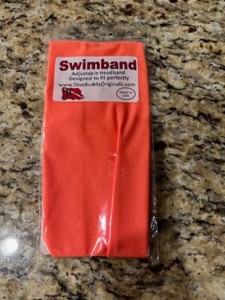 Swimband
Adjustable Headband
Designed to fit perfectly
www.DiveBuddyOriginals.com